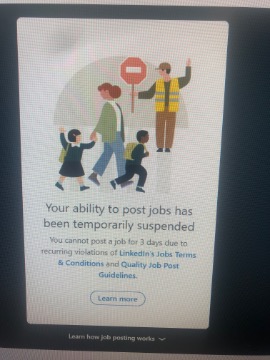 Your ability to post jobs has
been temporarily suspended
You cannot post a job for 3 days due to
recurring violations of LinkedIn's Jobs Terms
& Conditions and Quality Job Post
Guidelines.
Learn more
Learn how job posting works